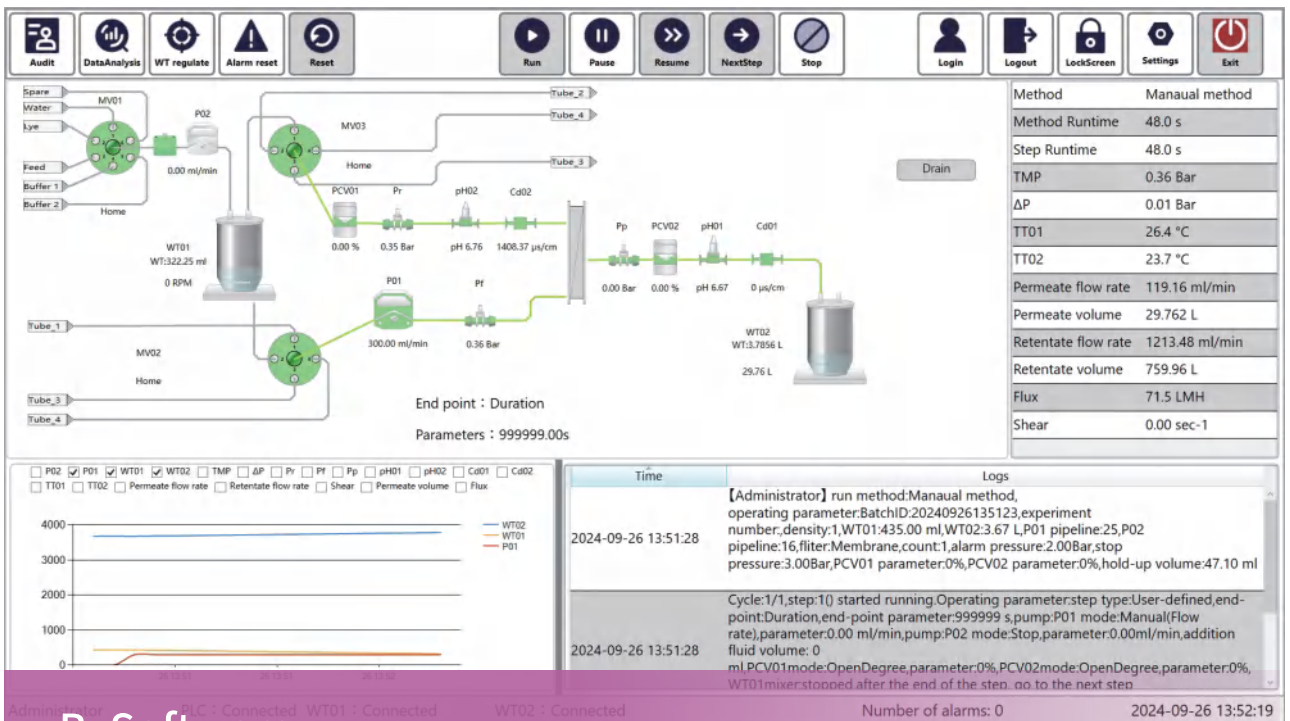 Audit
DataAnalysis
WT regulate
Alarm reset
Reset
Run
Pause
Resume
NextStep
Stop
Login
Logout
LockScreen
Settings
Exit
Spare
Water
Lye
Feed
Buffer 1
Buffer 2
MV01
Home
P02
0.00 ml/min
MV03
Home
Tube_2
Tube_4
Tube_3
Drain
PCV01
Pr
pH02
Cd02
0.00 %
0.35 Bar
pH 6.76
1408.37 μs/cm
WT01
WT:322.25 ml
0 RPM
Pp
PCV02
pH01
Cd01
0.00 Bar
0.00 %
pH 6.67
0 μs/cm
P01
Pf
300.00 ml/min
0.36 Bar
WT02
WT:3.7856 L
29.76 L
Tube_1
MV02
Home
Tube_3
Tube_4
End point：Duration
Parameters：999999.00s
Method Manaual method
Method Runtime 48.0 s
Step Runtime 48.0 s
TMP 0.36 Bar
ΔP 0.01 Bar
TT01 26.4 °C
TT02 23.7 °C
Permeate flow rate 119.16 ml/min
Permeate volume 29.762 L
Retentate flow rate 1213.48 ml/min
Retentate volume 759.96 L
Flux 71.5 LMH
Shear 0.00 sec-1
P02 P01 WT01 WT02 TMP ΔP Pr Pf Pp pH01 pH02 Cd01 Cd02
TT01 TT02 Permeate flow rate Retentate flow rate Shear Permeate volume Flux
4000
3000
2000
1000
0
WT02
WT01
P01
26 13:51 26 13:51 26 13:52
Time Logs
2024-09-26 13:51:28
【Administrator】 run method:Manaual method,
operating parameter:BatchID:20240926135123,experiment
number:,density:1,WT01:435.00 ml,WT02:3.67 L,P01 pipeline:25,P02
pipeline:16,fliter:Membrane,count:1,alarm pressure:2.00Bar,stop
pressure:3.00Bar,PCV01 parameter:0%,PCV02 parameter:0%,hold-up volume:47.10 ml
2024-09-26 13:51:28
Cycle:1/1,step:1() started running.Operating parameter:step type:User-defined,end-
point:Duration,end-point parameter:999999 s,pump:P01 mode:Manual(Flow
rate),parameter:0.00 ml/min,pump:P02 mode:Stop,parameter:0.00ml/min,addition
fluid volume: 0
ml,PCV01mode:OpenDegree,parameter:0%,PCV02mode:OpenDegree,parameter:0%,
WT01mixer:stopped.after the end of the step, go to the next step
Administrator PLC：Connected WT01：Connected WT02：Connected Number of alarms: 0 2024-09-26 13:52:19